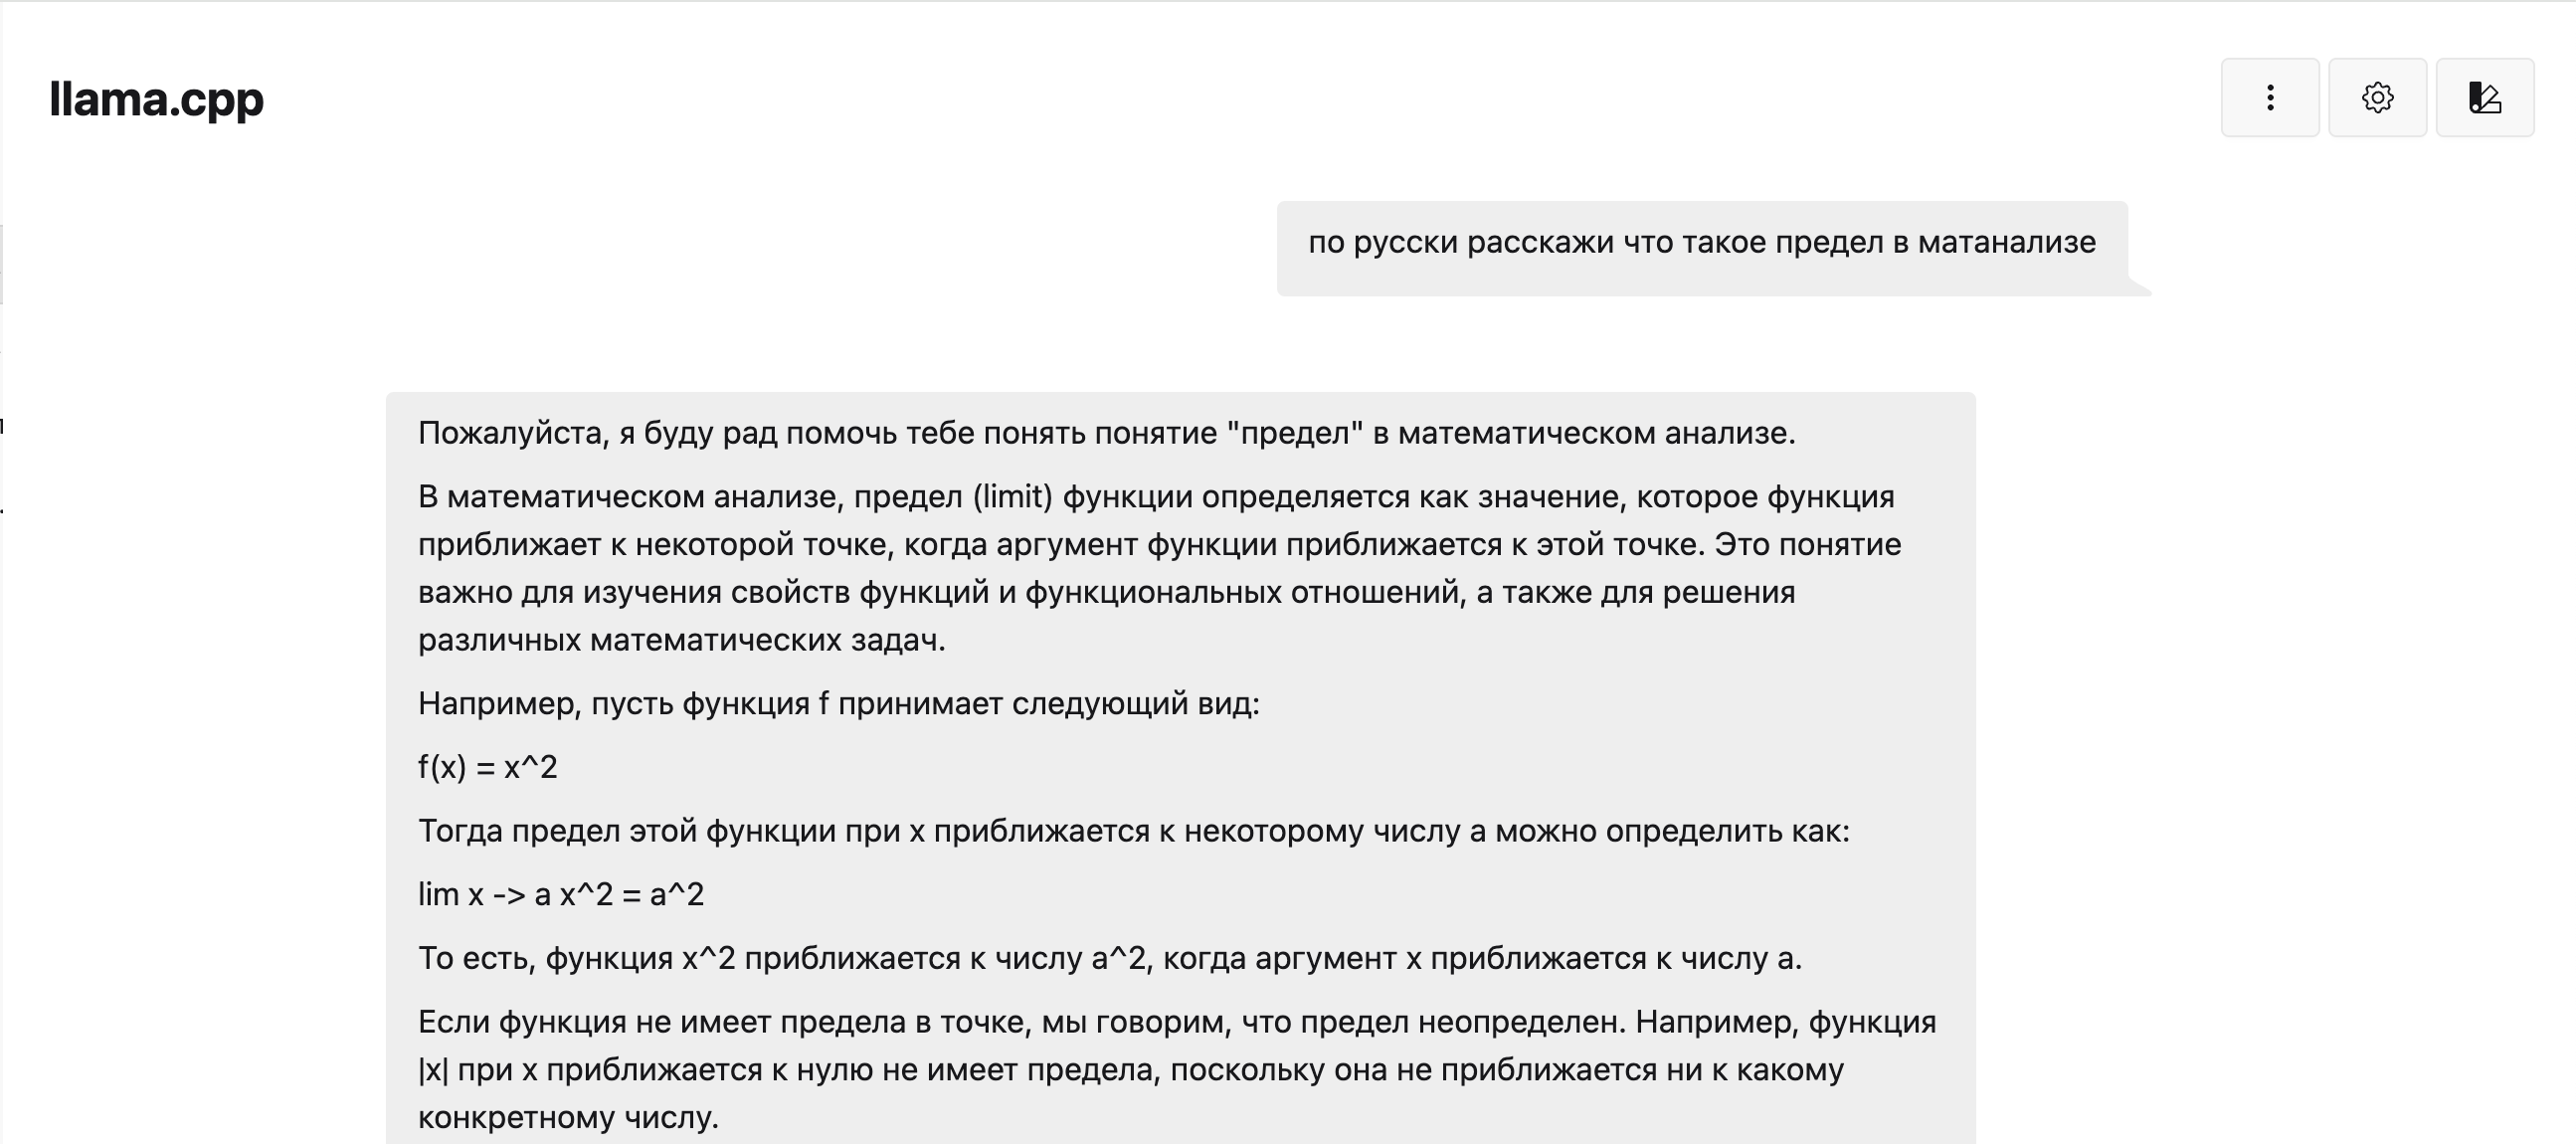 llama.cpp
по русски расскажи что такое предел в матанализе
Пожалуйста, я буду рад помочь тебе понять понятие "предел" в математическом анализе.
В математическом анализе, предел (limit) функции определяется как значение, которое функция
приближает к некоторой точке, когда аргумент функции приближается к этой точке. Это понятие
важно для изучения свойств функций и функциональных отношений, а также для решения
различных математических задач.
Например, пусть функция f принимает следующий вид:
f(x) = x^2
Тогда предел этой функции при x приближается к некоторому числу a можно определить как:
lim x -> a x^2 = a^2
То есть, функция x^2 приближается к числу a^2, когда аргумент x приближается к числу a.
Если функция не имеет предела в точке, мы говорим, что предел неопределен. Например, функция
|x| при x приближается к нулю не имеет предела, поскольку она не приближается ни к какому
конкретному числу.